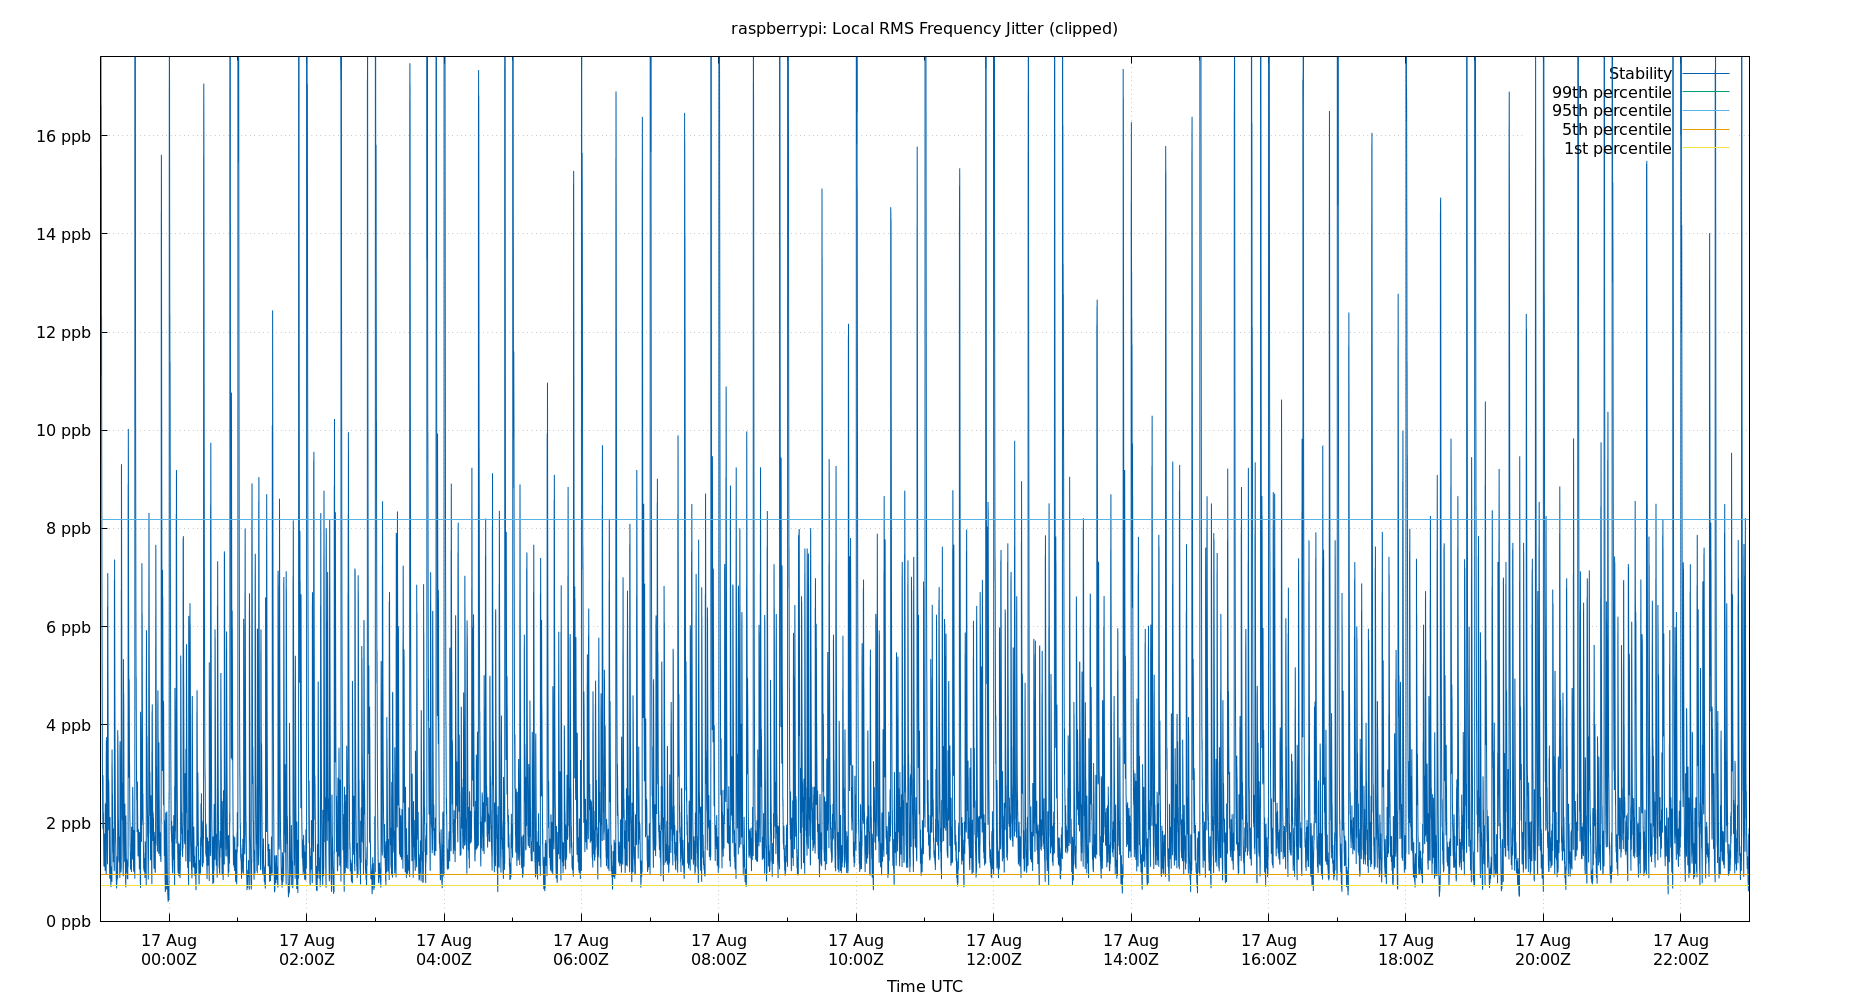 raspberrypi: Local RMS Frequency Jitter (clipped)
Stability
99th percentile
95th percentile
5th percentile
1st percentile
16 ppb
14 ppb
12 ppb
10 ppb
8 ppb
6 ppb
4 ppb
2 ppb
0 ppb
17 Aug 17 Aug 17 Aug 17 Aug 17 Aug 17 Aug 17 Aug 17 Aug 17 Aug 17 Aug 17 Aug 17 Aug
00:00Z 02:00Z 04:00Z 06:00Z 08:00Z 10:00Z 12:00Z 14:00Z 16:00Z 18:00Z 20:00Z 22:00Z
Time UTC